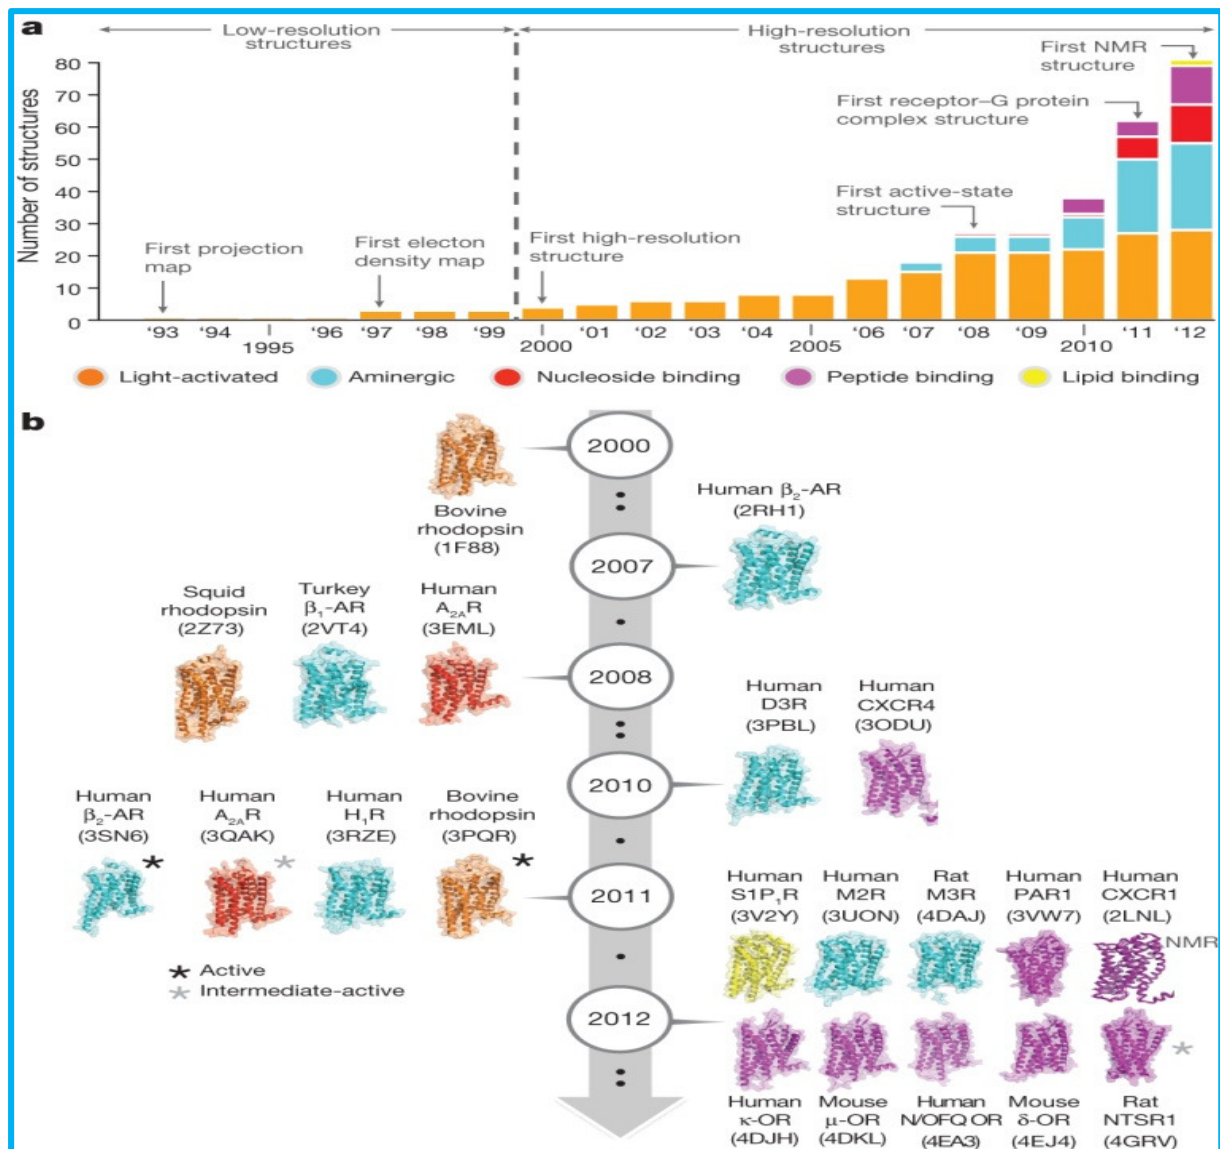 a
Low-resolution
structures
High-resolution
structures
Number of structures
80
70
60
50
40
30
20
10
0
First projection
map
First electon
density map
First high-resolution
structure
First active-state
structure
First receptor–G protein
complex structure
First NMR
structure
‘93 ‘94 ‘96 ‘97 ‘98 ‘99 ‘01 ‘02 ‘03 ‘04 ‘06 ‘07 ‘08 ‘09 ‘11 ‘12
1995 2000 2005 2010
Light-activated Aminergic Nucleoside binding Peptide binding Lipid binding
b
2000
Bovine
rhodopsin
(1F88)
Human β2-AR
(2RH1)
2007
Squid
rhodopsin
(2Z73)
Turkey
β1-AR
(2VT4)
Human
A2AR
(3EML)
2008
Human
D3R
(3PBL)
Human
CXCR4
(3ODU)
2010
Human
β2-AR
(3SN6)
Human
A2AR
(3QAK)
Human
H1R
(3RZE)
Bovine
rhodopsin
(3PQR)
2011
* Active
* Intermediate-active
Human
S1P1R
(3V2Y)
Human
M2R
(3UON)
Rat
M3R
(4DAJ)
Human
PAR1
(3VW7)
Human
CXCR1
(2LNL)
NMR
2012
Human
κ-OR
(4DJH)
Mouse
μ-OR
(4DKL)
Human
N/OFQ OR
(4EA3)
Mouse
δ-OR
(4EJ4)
Rat
NTSR1
(4GRV)